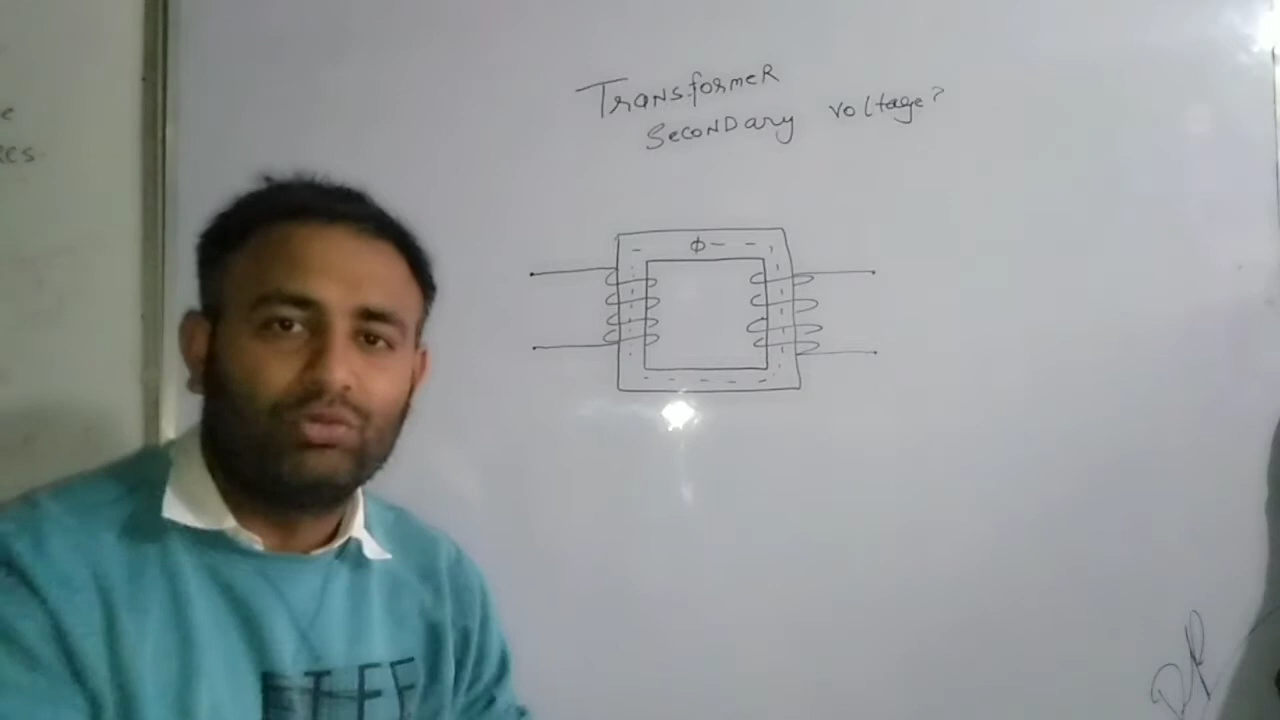 Transformer
Secondary voltage?
Φ